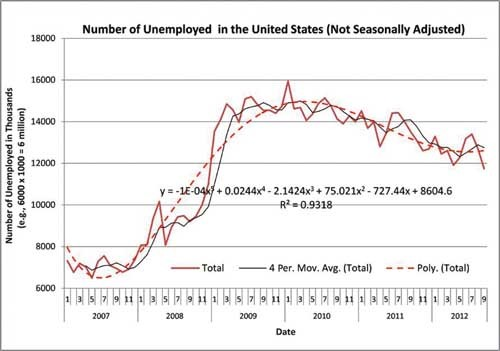 Number of Unemployed in the United States (Not Seasonally Adjusted)
Number of Unemployed in Thousands
(e.g., 6000 x 1000 = 6 million)
18000
16000
14000
12000
10000
8000
6000
y = -1E-04x⁵ + 0.0244x⁴ - 2.1424x³ + 75.021x² - 727.44x + 8604.6
R² = 0.9318
Total
4 Per. Mov. Avg. (Total)
Poly. (Total)
1 3 5 7 9 11 1 3 5 7 9 11 1 3 5 7 9 11 1 3 5 7 9 11 1 3 5 7 9 11 1 3 5 7 9
2007 2008 2009 2010 2011 2012
Date